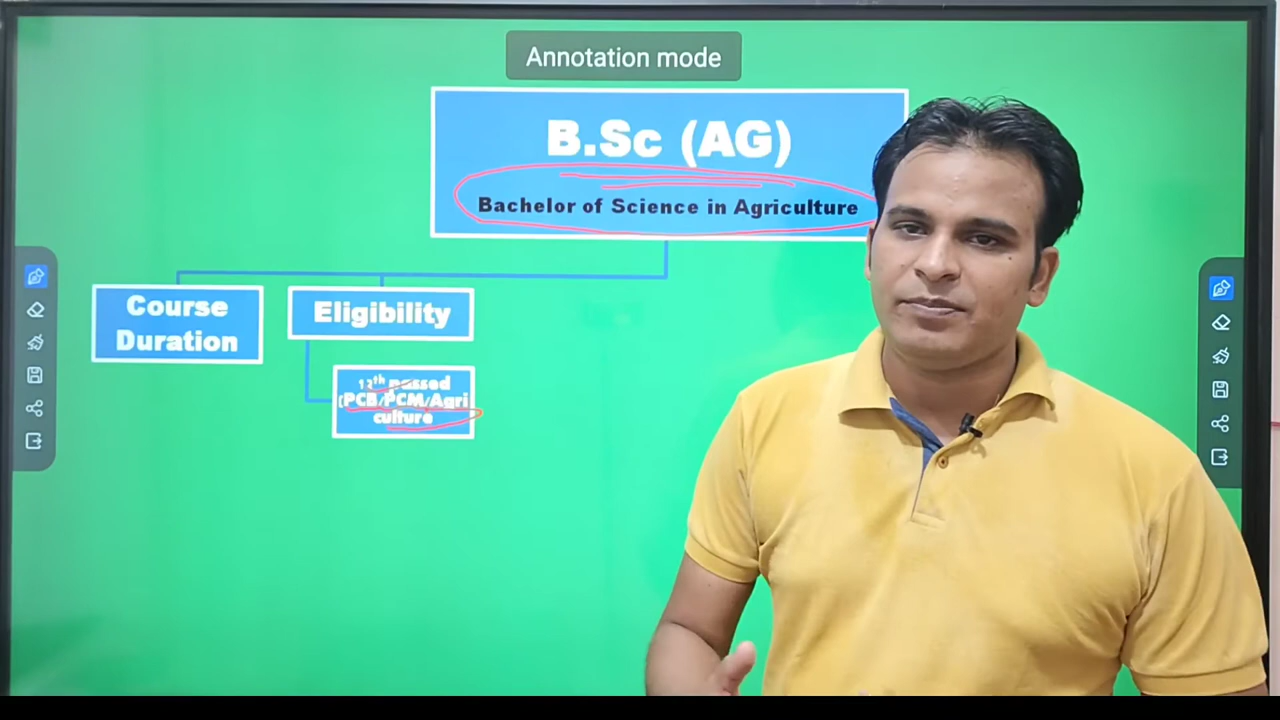 Annotation mode
B.Sc (AG)
Bachelor of Science in Agriculture
Course
Duration
Eligibility
12th passed
(PCB/PCM/Agri
culture